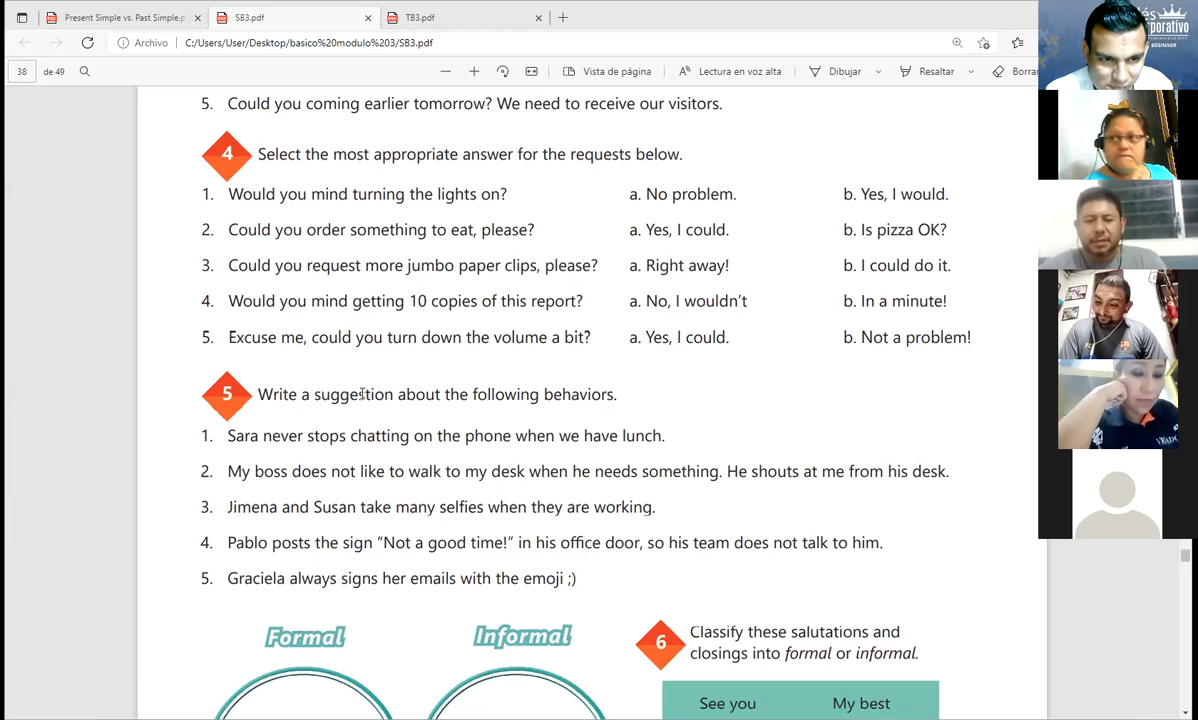 Present Simple vs. Past Simple.p
SB3.pdf
TB3.pdf
Archivo
C:/Users/User/Desktop/basico%20modulo%203/SB3.pdf
38
de 49
Vista de página
Lectura en voz alta
Dibujar
Resaltar
Borrar
5. Could you coming earlier tomorrow? We need to receive our visitors.
4 Select the most appropriate answer for the requests below.
1. Would you mind turning the lights on? a. No problem. b. Yes, I would.
2. Could you order something to eat, please? a. Yes, I could. b. Is pizza OK?
3. Could you request more jumbo paper clips, please? a. Right away! b. I could do it.
4. Would you mind getting 10 copies of this report? a. No, I wouldn't b. In a minute!
5. Excuse me, could you turn down the volume a bit? a. Yes, I could. b. Not a problem!
5 Write a suggestion about the following behaviors.
1. Sara never stops chatting on the phone when we have lunch.
2. My boss does not like to walk to my desk when he needs something. He shouts at me from his desk.
3. Jimena and Susan take many selfies when they are working.
4. Pablo posts the sign "Not a good time!" in his office door, so his team does not talk to him.
5. Graciela always signs her emails with the emoji ;)
Formal
Informal
6 Classify these salutations and
closings into formal or informal.
See you
My best
BEGINNER